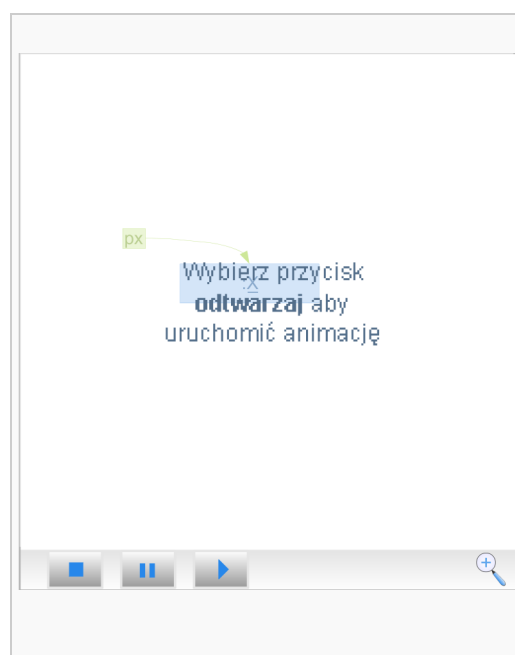 px
Wybierz przycisk
.X
odtwarzaj aby
uruchomić animację